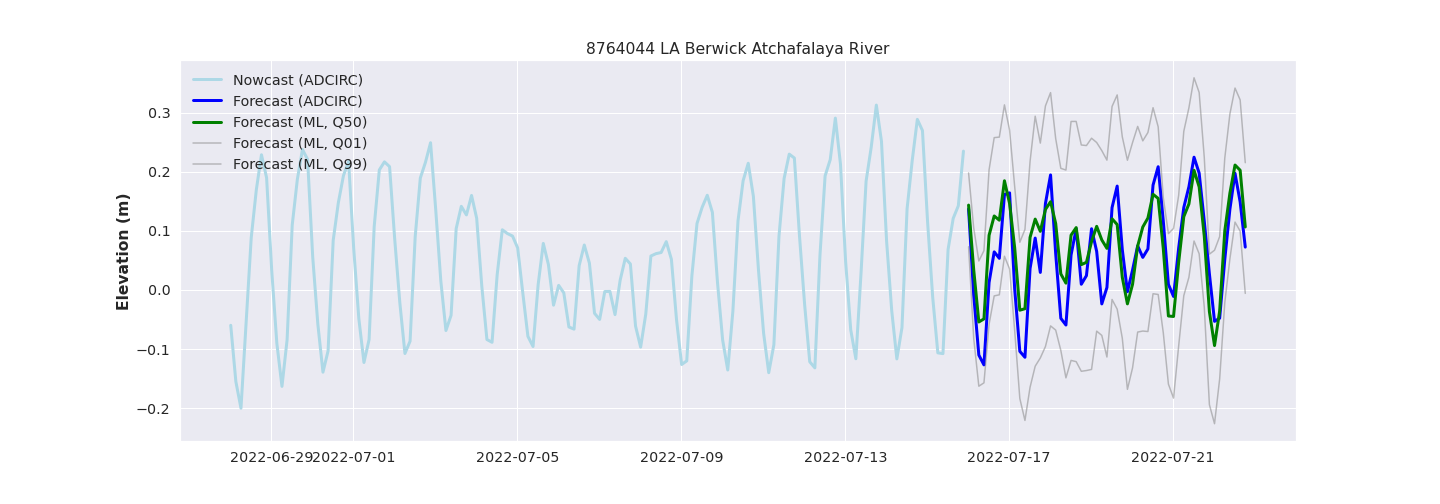 8764044 LA Berwick Atchafalaya River
Nowcast (ADCIRC)
Forecast (ADCIRC)
Forecast (ML, Q50)
Forecast (ML, Q01)
Forecast (ML, Q99)
Elevation (m)
0.3
0.2
0.1
0.0
−0.1
−0.2
2022-06-29 2022-07-01 2022-07-05 2022-07-09 2022-07-13 2022-07-17 2022-07-21